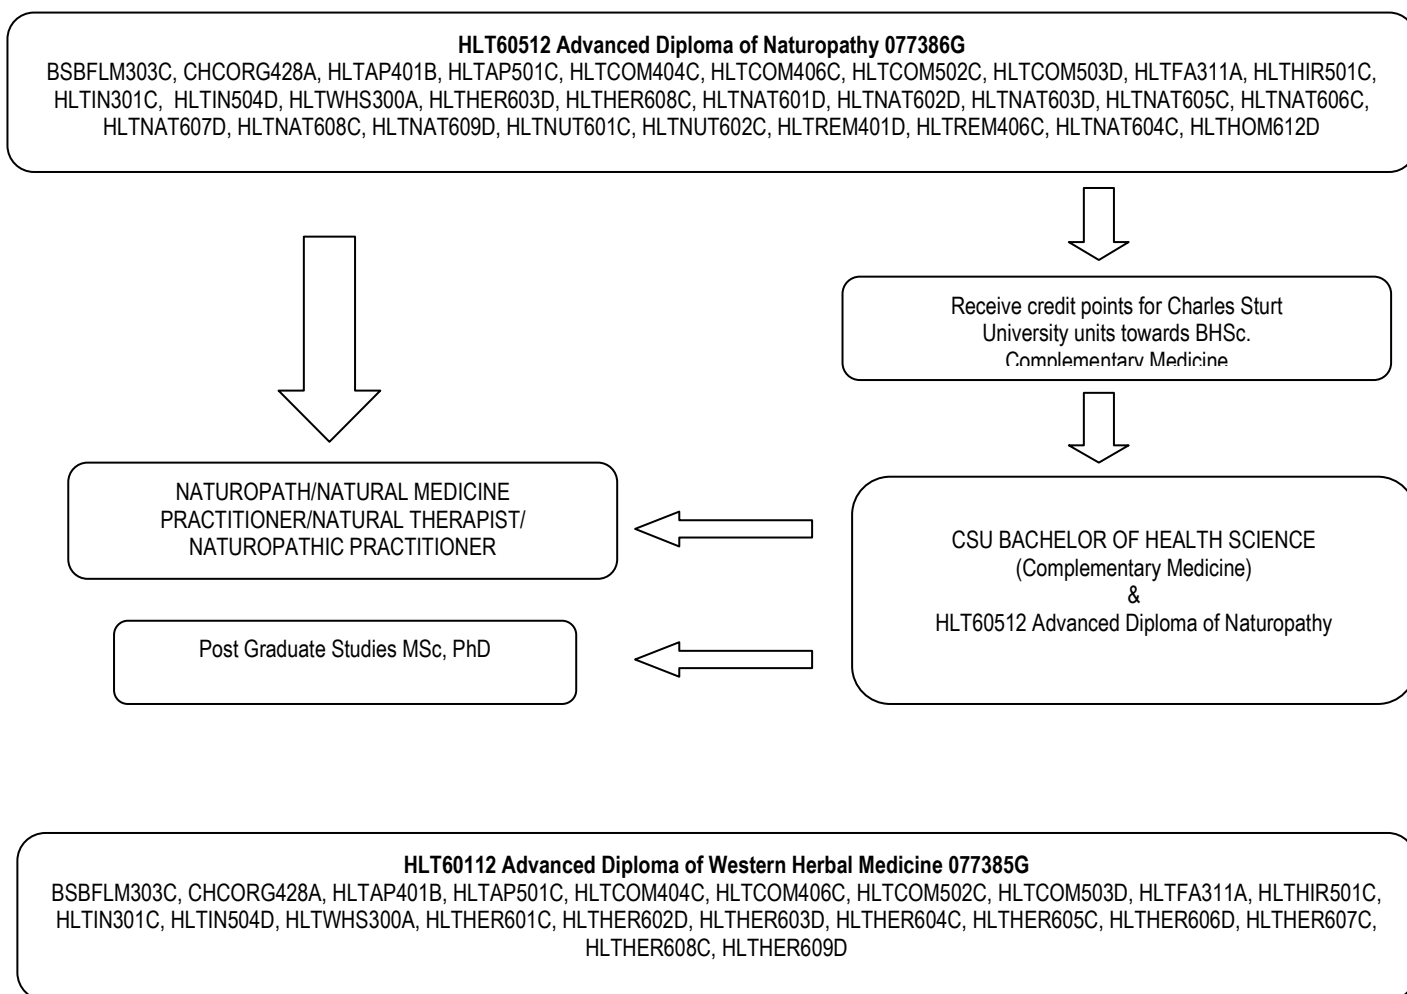 HLT60512 Advanced Diploma of Naturopathy 077386G
BSBFLM303C, CHCORG428A, HLTAP401B, HLTAP501C, HLTCOM404C, HLTCOM406C, HLTCOM502C, HLTCOM503D, HLTFA311A, HLTHIR501C,
HLTIN301C, HLTIN504D, HLTWHS300A, HLTHER603D, HLTHER608C, HLTNAT601D, HLTNAT602D, HLTNAT603D, HLTNAT605C, HLTNAT606C,
HLTNAT607D, HLTNAT608C, HLTNAT609D, HLTNUT601C, HLTNUT602C, HLTREM401D, HLTREM406C, HLTNAT604C, HLTHOM612D
Receive credit points for Charles Sturt
University units towards BHSc.
Complementary Medicine
NATUROPATH/NATURAL MEDICINE
PRACTITIONER/NATURAL THERAPIST/
NATUROPATHIC PRACTITIONER
CSU BACHELOR OF HEALTH SCIENCE
(Complementary Medicine)
&
HLT60512 Advanced Diploma of Naturopathy
Post Graduate Studies MSc, PhD
HLT60112 Advanced Diploma of Western Herbal Medicine 077385G
BSBFLM303C, CHCORG428A, HLTAP401B, HLTAP501C, HLTCOM404C, HLTCOM406C, HLTCOM502C, HLTCOM503D, HLTFA311A, HLTHIR501C,
HLTIN301C, HLTIN504D, HLTWHS300A, HLTHER601C, HLTHER602D, HLTHER603D, HLTHER604C, HLTHER605C, HLTHER606D, HLTHER607C,
HLTHER608C, HLTHER609D